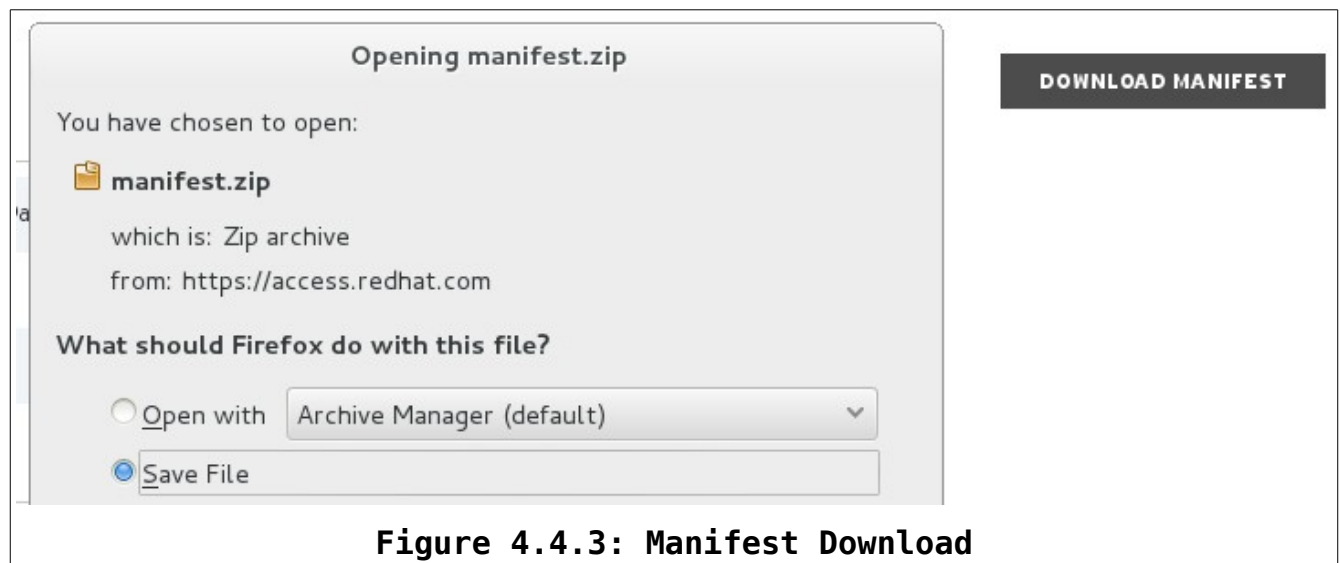 Opening manifest.zip
DOWNLOAD MANIFEST
You have chosen to open:
manifest.zip
which is: Zip archive
from: https://access.redhat.com
What should Firefox do with this file?
Open with Archive Manager (default)
Save File
Figure 4.4.3: Manifest Download